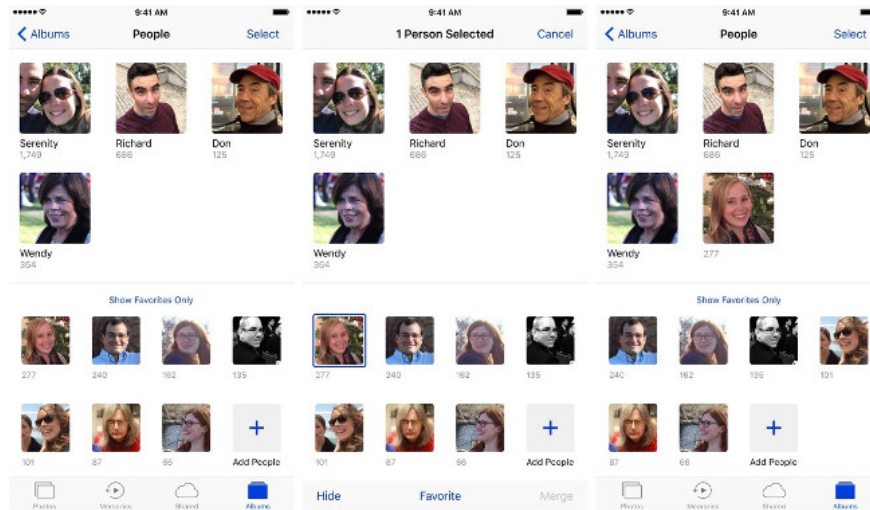 9:41 AM
Albums
People
Select
Serenity
1,749
Richard
686
Don
125
Wendy
364
Show Favorites Only
277
240
162
135
101
87
66
Add People
Photos
Memories
Shared
Albums
9:41 AM
1 Person Selected
Cancel
Serenity
1,749
Richard
686
Don
125
Wendy
364
277
240
162
135
101
87
66
Add People
Hide
Favorite
Merge
9:41 AM
Albums
People
Select
Serenity
1,749
Richard
686
Don
125
Wendy
364
277
Show Favorites Only
240
162
135
101
87
66
Add People
Photos
Memories
Shared
Albums